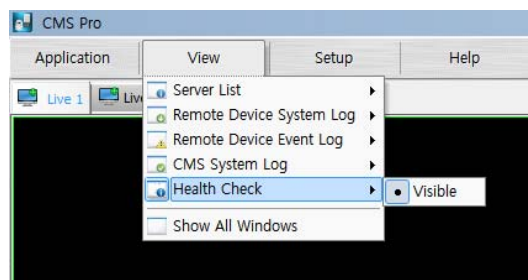 CMS Pro
Application View Setup Help
Live 1 Liv
Server List
Remote Device System Log
Remote Device Event Log
CMS System Log
Health Check Visible
Show All Windows